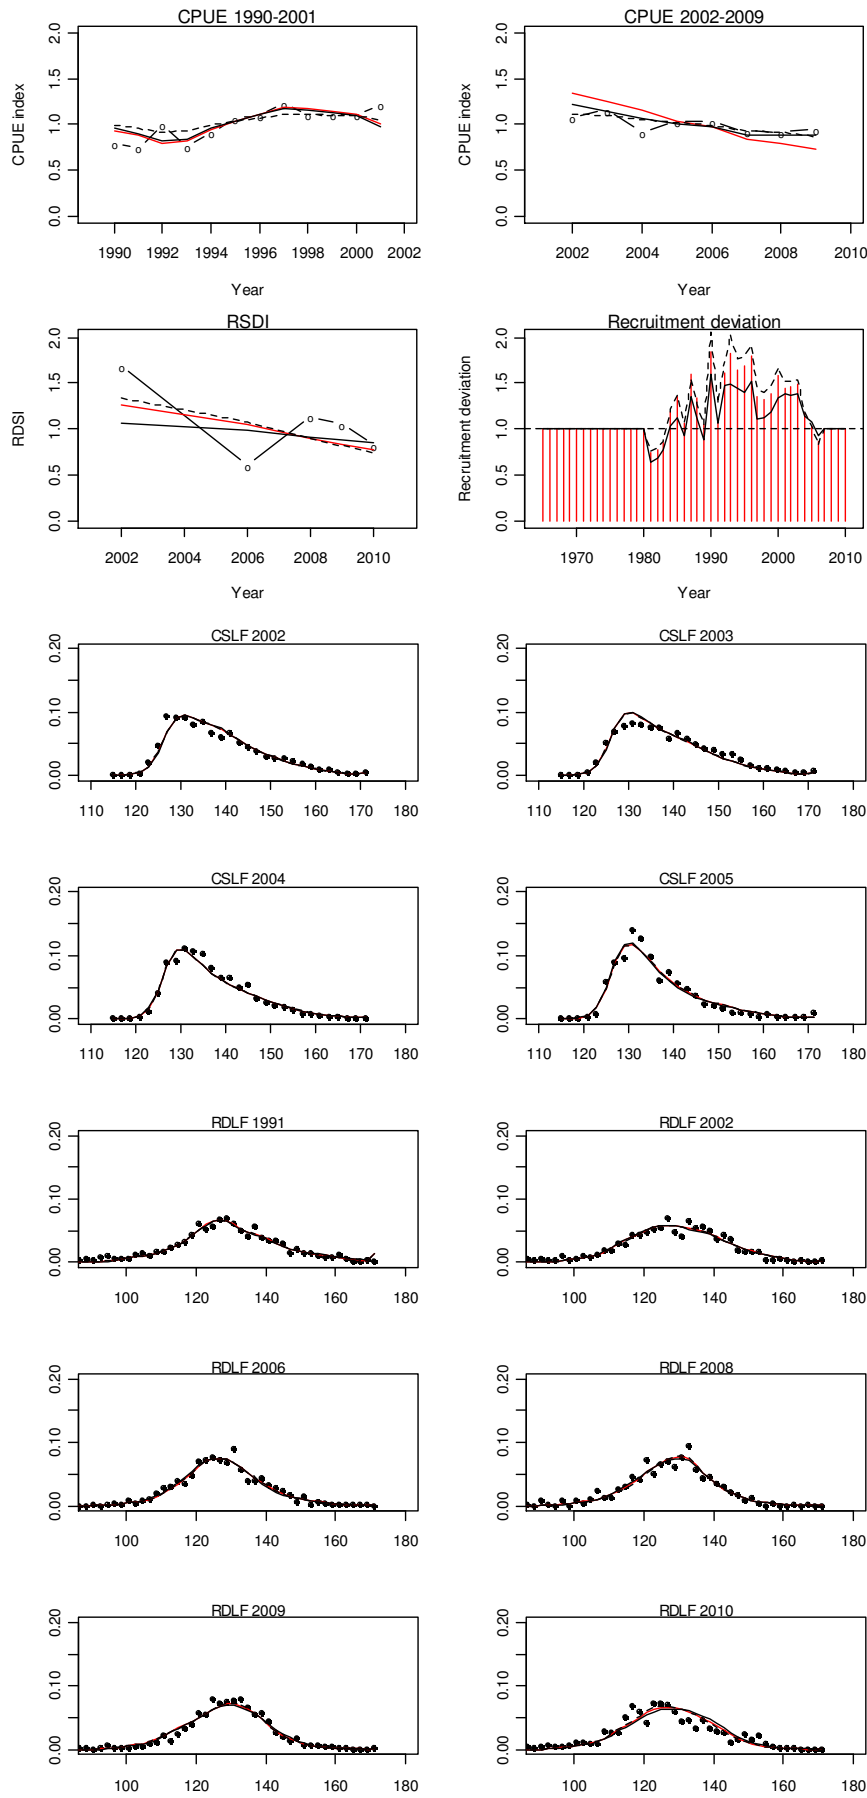 CPUE 1990-2001
CPUE index
0.0 0.5 1.0 1.5 2.0
1990 1992 1994 1996 1998 2000 2002
Year
CPUE 2002-2009
CPUE index
0.0 0.5 1.0 1.5 2.0
2002 2004 2006 2008 2010
Year
RSDI
RDSI
0.0 0.5 1.0 1.5 2.0
2002 2004 2006 2008 2010
Year
Recruitment deviation
Recruitment deviation
0.0 0.5 1.0 1.5 2.0
1970 1980 1990 2000 2010
Year
CSLF 2002
0.00 0.10 0.20
110 120 130 140 150 160 170 180
CSLF 2003
0.00 0.10 0.20
110 120 130 140 150 160 170 180
CSLF 2004
0.00 0.10 0.20
110 120 130 140 150 160 170 180
CSLF 2005
0.00 0.10 0.20
110 120 130 140 150 160 170 180
RDLF 1991
0.00 0.10 0.20
100 120 140 160 180
RDLF 2002
0.00 0.10 0.20
100 120 140 160 180
RDLF 2006
0.00 0.10 0.20
100 120 140 160 180
RDLF 2008
0.00 0.10 0.20
100 120 140 160 180
RDLF 2009
0.00 0.10 0.20
100 120 140 160 180
RDLF 2010
0.00 0.10 0.20
100 120 140 160 180